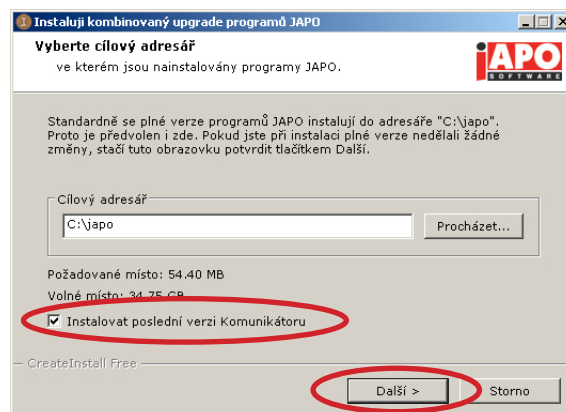 Instaluji kombinovaný upgrade programů JAPO
Vyberte cílový adresář
ve kterém jsou nainstalovány programy JAPO.
jAPO
SOFTWARE
Standardně se plné verze programů JAPO instalují do adresáře "C:\japo".
Proto je předvolen i zde. Pokud jste při instalaci plné verze nedělali žádné
změny, stačí tuto obrazovku potvrdit tlačítkem Další.
Cílový adresář
C:\japo
Procházet...
Požadované místo: 54.40 MB
Volné místo: 34.75 GB
Instalovat poslední verzi Komunikátoru
CreateInstall Free
Další >
Storno